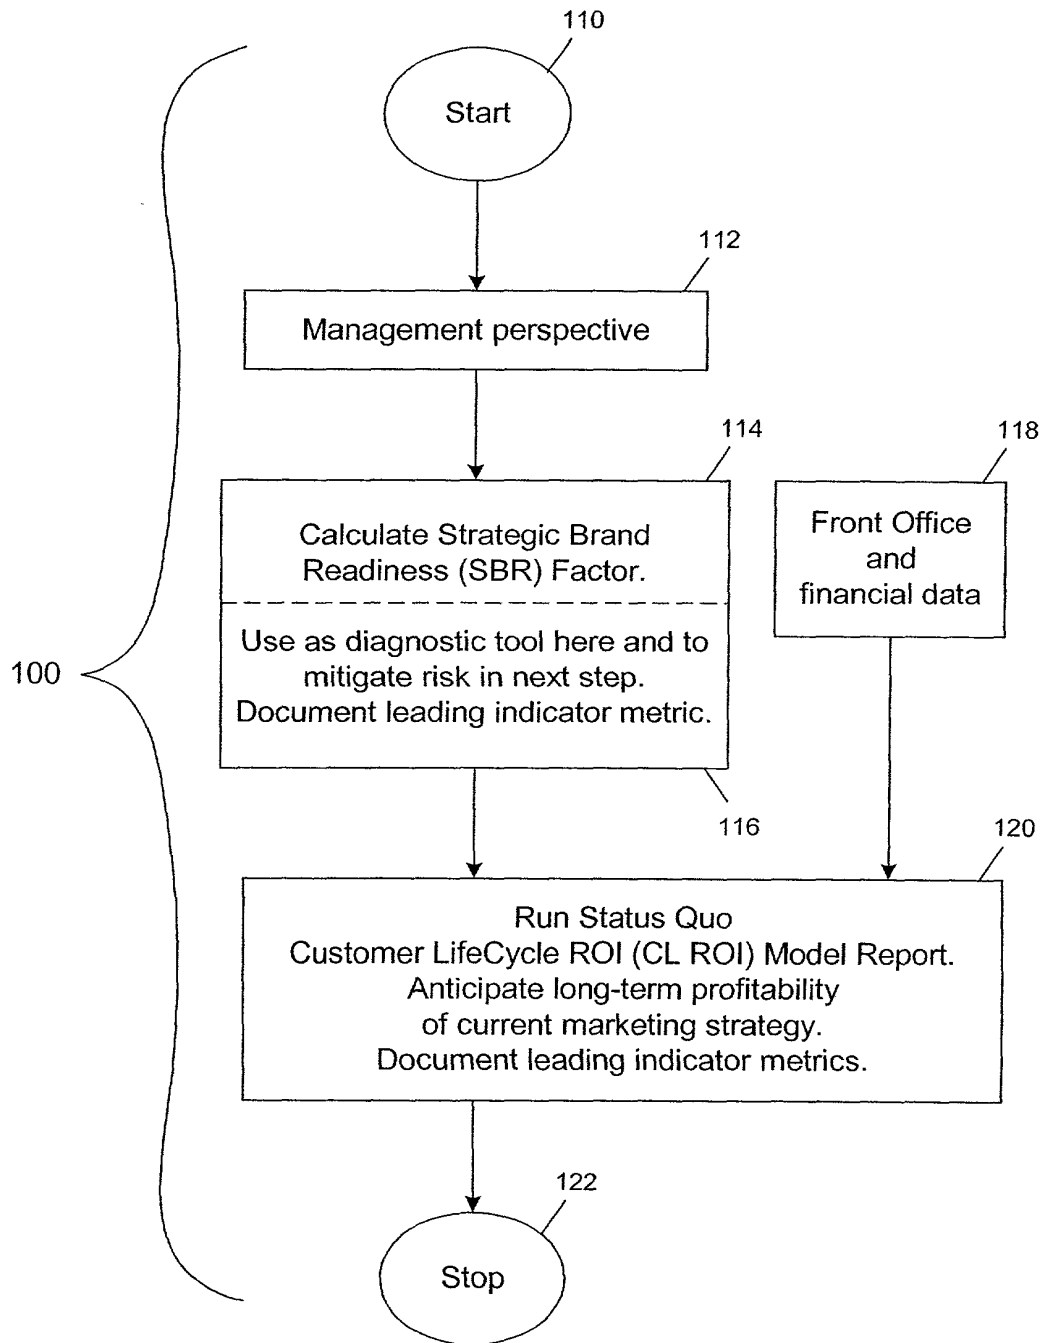 110
Start
112
Management perspective
114
118
Calculate Strategic Brand
Readiness (SBR) Factor.
Front Office
and
financial data
Use as diagnostic tool here and to
mitigate risk in next step.
Document leading indicator metric.
100
116
120
Run Status Quo
Customer LifeCycle ROI (CL ROI) Model Report.
Anticipate long-term profitability
of current marketing strategy.
Document leading indicator metrics.
122
Stop